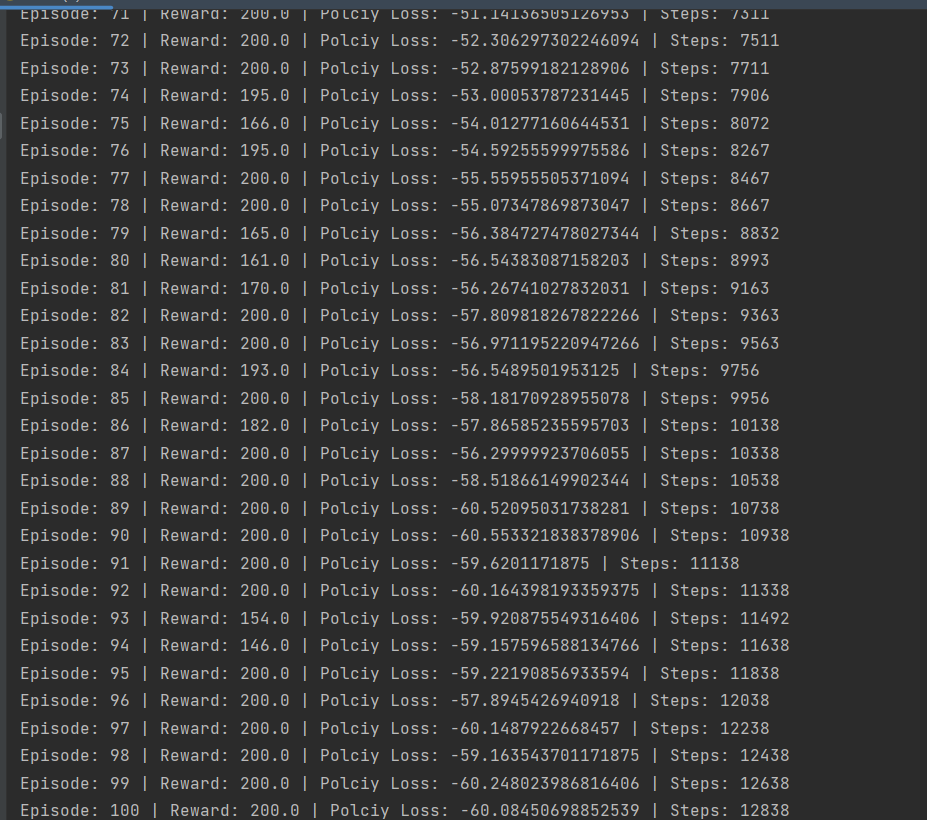 Episode: 71 | Reward: 200.0 | Polciy Loss: -51.14136505126953 | Steps: 7311
Episode: 72 | Reward: 200.0 | Polciy Loss: -52.306297302246094 | Steps: 7511
Episode: 73 | Reward: 200.0 | Polciy Loss: -52.87599182128906 | Steps: 7711
Episode: 74 | Reward: 195.0 | Polciy Loss: -53.00053787231445 | Steps: 7906
Episode: 75 | Reward: 166.0 | Polciy Loss: -54.01277160644531 | Steps: 8072
Episode: 76 | Reward: 195.0 | Polciy Loss: -54.59255599975586 | Steps: 8267
Episode: 77 | Reward: 200.0 | Polciy Loss: -55.55955505371094 | Steps: 8467
Episode: 78 | Reward: 200.0 | Polciy Loss: -55.07347869873047 | Steps: 8667
Episode: 79 | Reward: 165.0 | Polciy Loss: -56.384727478027344 | Steps: 8832
Episode: 80 | Reward: 161.0 | Polciy Loss: -56.54383087158203 | Steps: 8993
Episode: 81 | Reward: 170.0 | Polciy Loss: -56.26741027832031 | Steps: 9163
Episode: 82 | Reward: 200.0 | Polciy Loss: -57.809818267822266 | Steps: 9363
Episode: 83 | Reward: 200.0 | Polciy Loss: -56.971195220947266 | Steps: 9563
Episode: 84 | Reward: 193.0 | Polciy Loss: -56.5489501953125 | Steps: 9756
Episode: 85 | Reward: 200.0 | Polciy Loss: -58.18170928955078 | Steps: 9956
Episode: 86 | Reward: 182.0 | Polciy Loss: -57.86585235595703 | Steps: 10138
Episode: 87 | Reward: 200.0 | Polciy Loss: -56.29999923706055 | Steps: 10338
Episode: 88 | Reward: 200.0 | Polciy Loss: -58.51866149902344 | Steps: 10538
Episode: 89 | Reward: 200.0 | Polciy Loss: -60.52095031738281 | Steps: 10738
Episode: 90 | Reward: 200.0 | Polciy Loss: -60.553321838378906 | Steps: 10938
Episode: 91 | Reward: 200.0 | Polciy Loss: -59.6201171875 | Steps: 11138
Episode: 92 | Reward: 200.0 | Polciy Loss: -60.164398193359375 | Steps: 11338
Episode: 93 | Reward: 154.0 | Polciy Loss: -59.920875549316406 | Steps: 11492
Episode: 94 | Reward: 146.0 | Polciy Loss: -59.157596588134766 | Steps: 11638
Episode: 95 | Reward: 200.0 | Polciy Loss: -59.22190856933594 | Steps: 11838
Episode: 96 | Reward: 200.0 | Polciy Loss: -57.8945426940918 | Steps: 12038
Episode: 97 | Reward: 200.0 | Polciy Loss: -60.1487922668457 | Steps: 12238
Episode: 98 | Reward: 200.0 | Polciy Loss: -59.163543701171875 | Steps: 12438
Episode: 99 | Reward: 200.0 | Polciy Loss: -60.248023986816406 | Steps: 12638
Episode: 100 | Reward: 200.0 | Polciy Loss: -60.08450698852539 | Steps: 12838